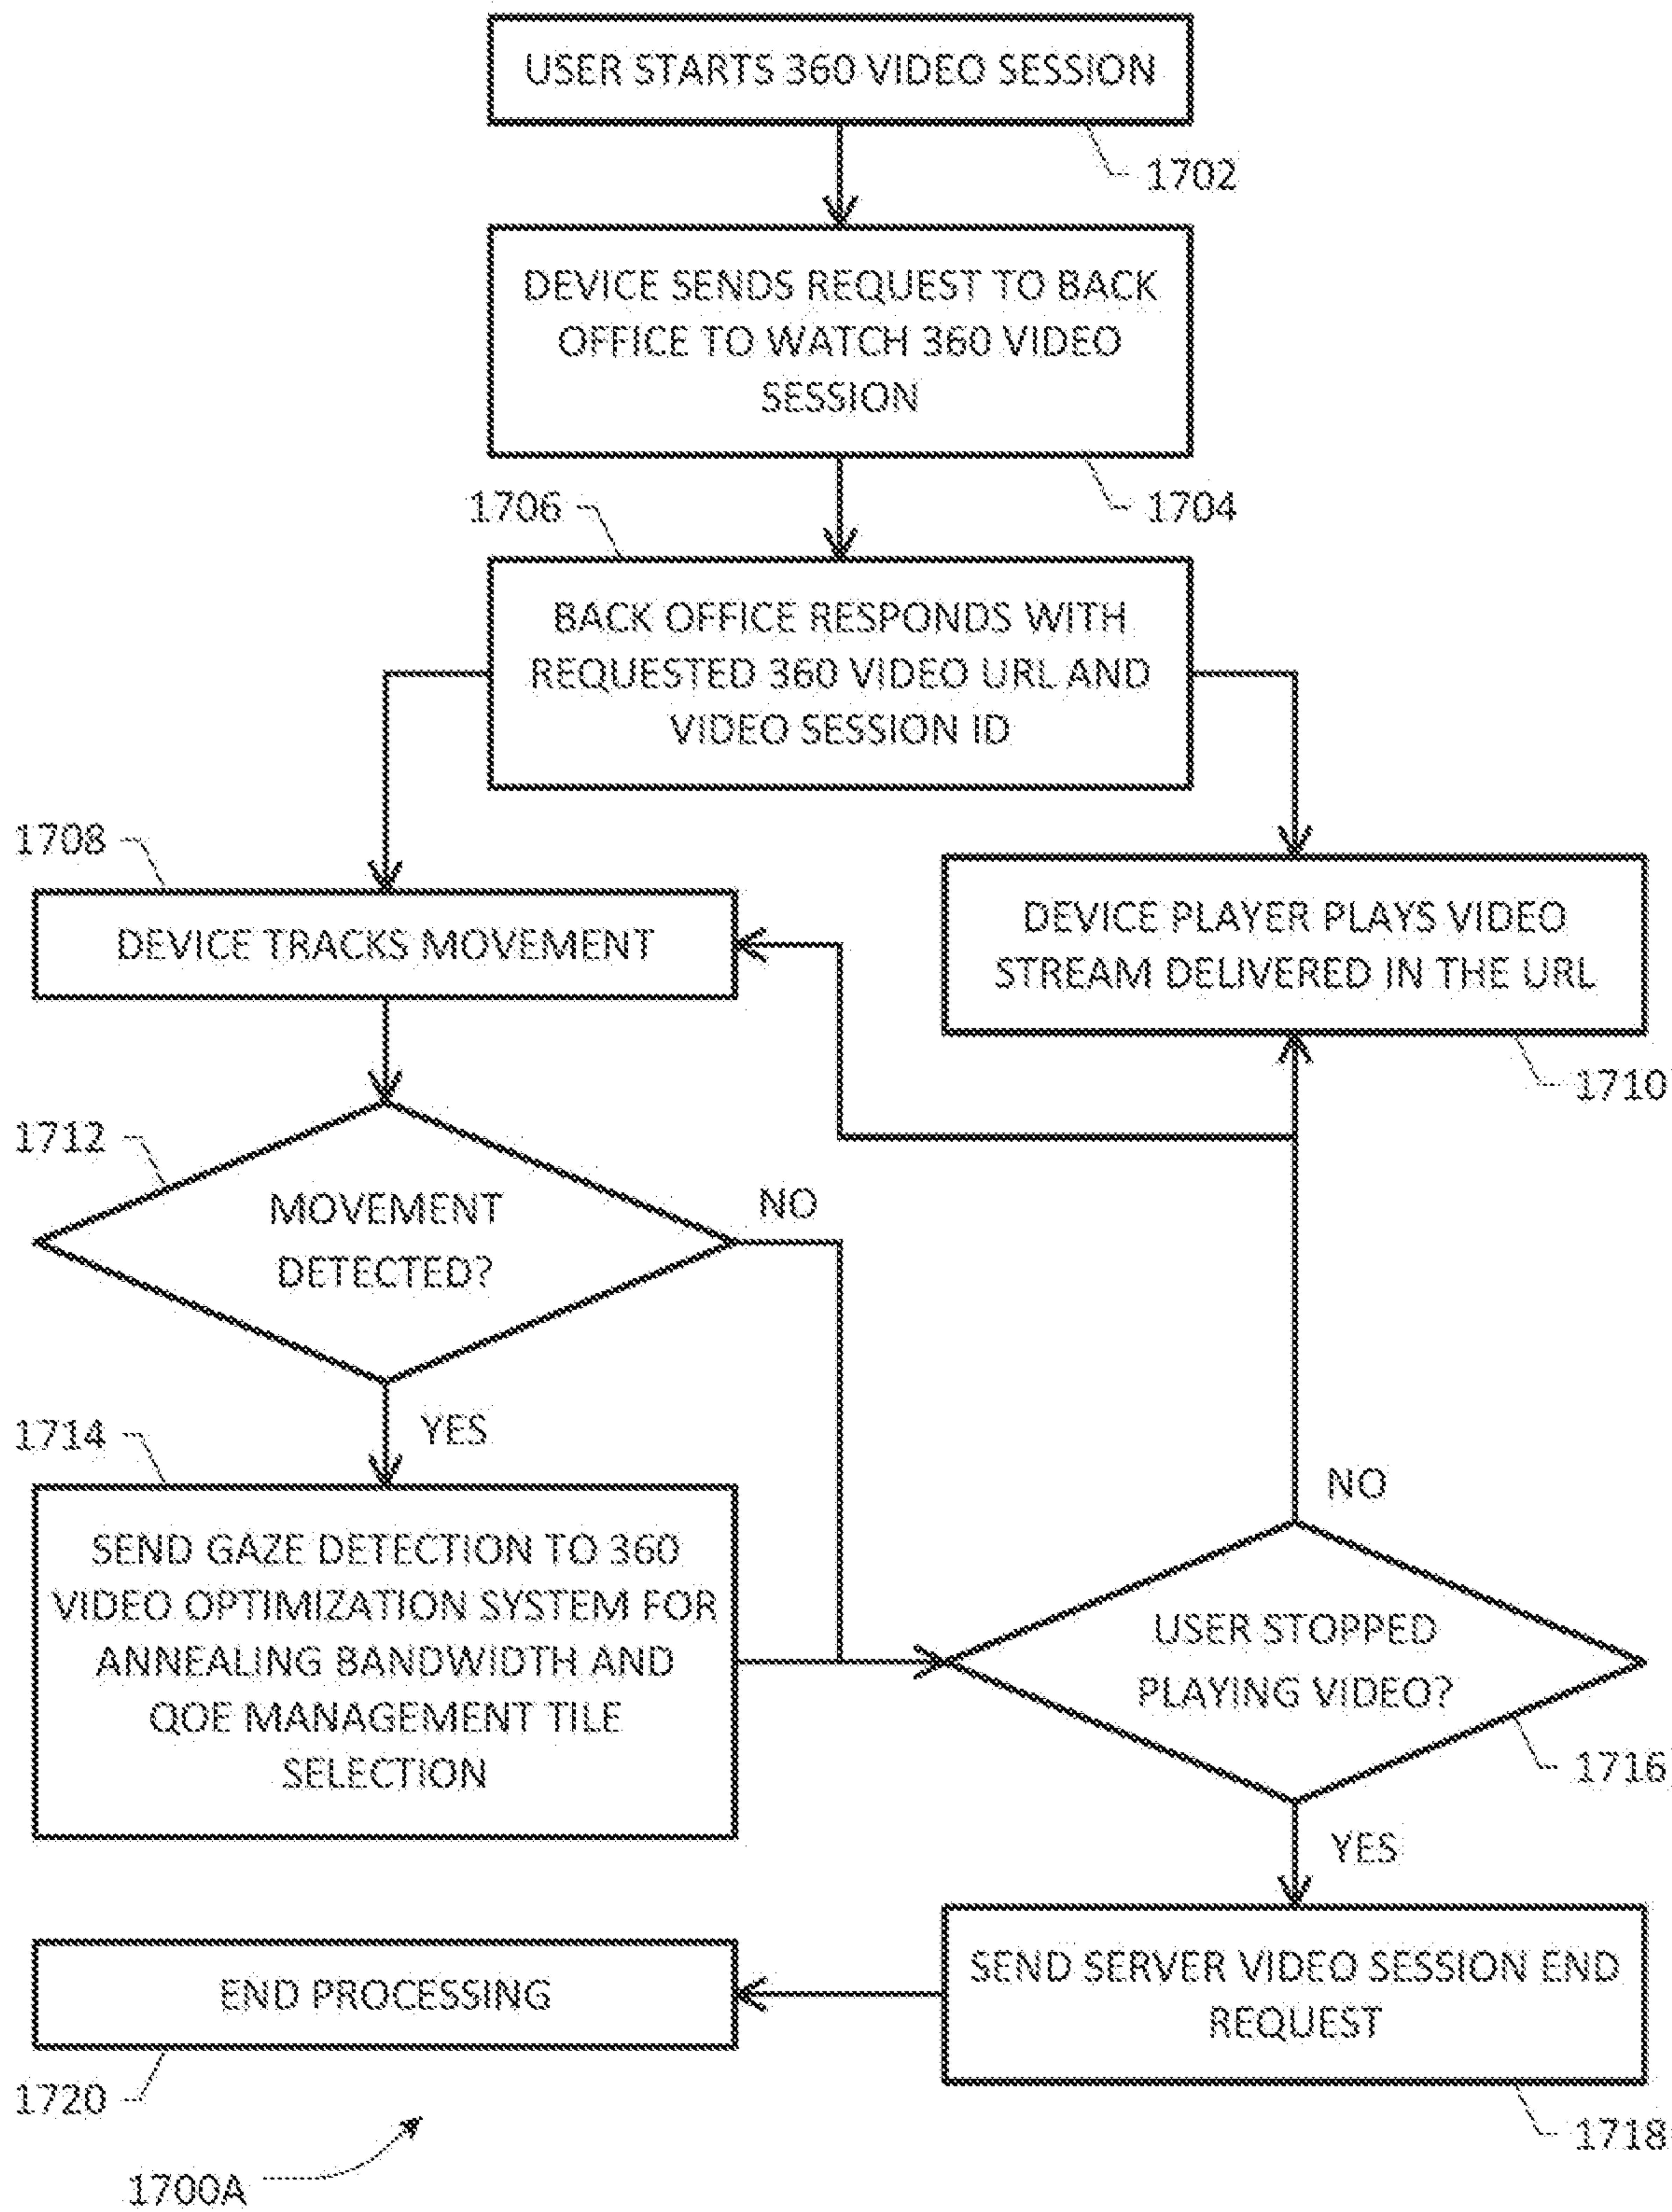 USER STARTS 360 VIDEO SESSION
1702
DEVICE SENDS REQUEST TO BACK
OFFICE TO WATCH 360 VIDEO
SESSION
1704
1706
BACK OFFICE RESPONDS WITH
REQUESTED 360 VIDEO URL AND
VIDEO SESSION ID
1708
DEVICE TRACKS MOVEMENT
DEVICE PLAYER PLAYS VIDEO
STREAM DELIVERED IN THE URL
1710
1712
MOVEMENT
DETECTED?
NO
YES
1714
SEND GAZE DETECTION TO 360
VIDEO OPTIMIZATION SYSTEM FOR
ANNEALING BANDWIDTH AND
QOE MANAGEMENT TILE
SELECTION
NO
USER STOPPED
PLAYING VIDEO?
1716
YES
SEND SERVER VIDEO SESSION END
REQUEST
1718
END PROCESSING
1720
1700A